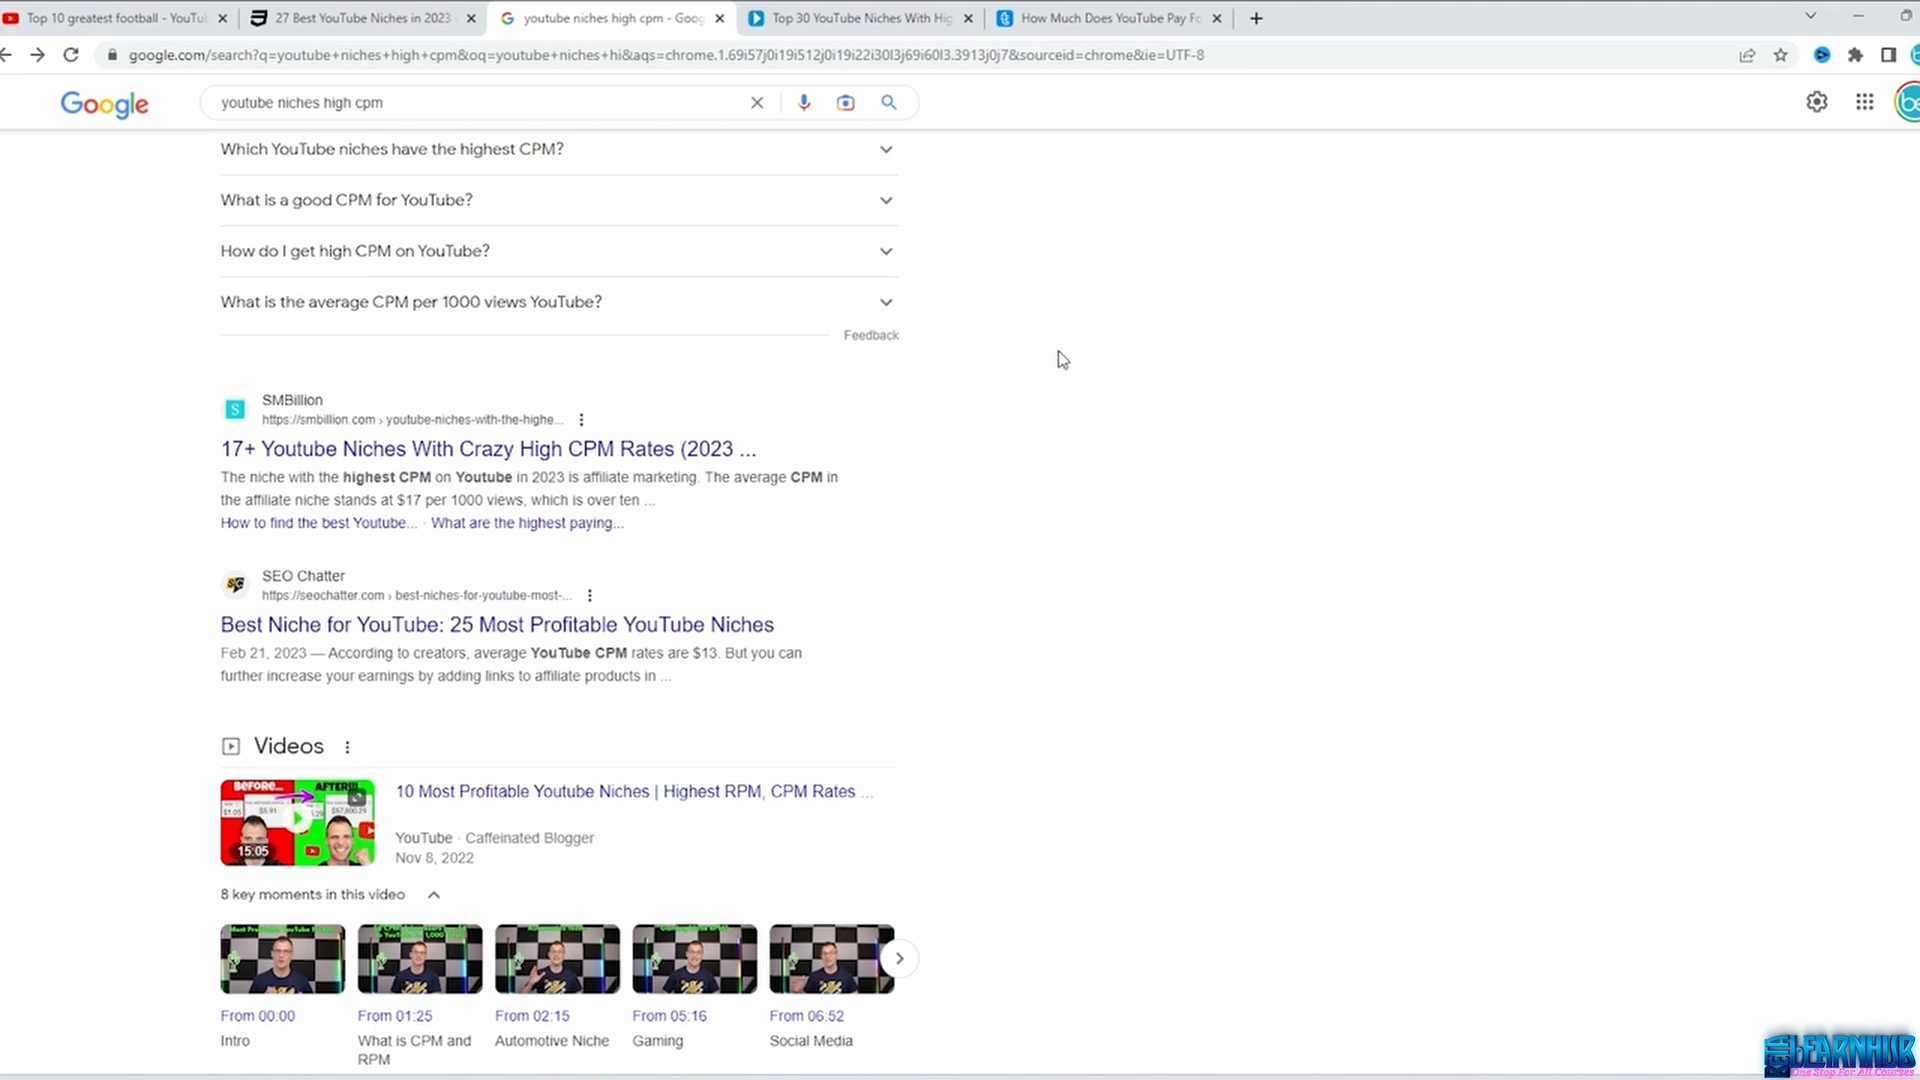 Top 10 greatest football - YouTu
27 Best YouTube Niches in 2023
youtube niches high cpm - Goog
Top 30 YouTube Niches With Hig
How Much Does YouTube Pay Fo
google.com/search?q=youtube+niches+high+cpm&oq=youtube+niches+hi&aqs=chrome.1.69i57j0i19i512j0i19i22i30l3j69i60l3.3913j0j7&sourceid=chrome&ie=UTF-8
Google
youtube niches high cpm
Which YouTube niches have the highest CPM?
What is a good CPM for YouTube?
How do I get high CPM on YouTube?
What is the average CPM per 1000 views YouTube?
Feedback
SMBillion
https://smbillion.com › youtube-niches-with-the-highe...
17+ Youtube Niches With Crazy High CPM Rates (2023 ...
The niche with the highest CPM on Youtube in 2023 is affiliate marketing. The average CPM in
the affiliate niche stands at $17 per 1000 views, which is over ten ...
How to find the best Youtube... · What are the highest paying...
SEO Chatter
https://seochatter.com › best-niches-for-youtube-most-...
Best Niche for YouTube: 25 Most Profitable YouTube Niches
Feb 21, 2023 — According to creators, average YouTube CPM rates are $13. But you can
further increase your earnings by adding links to affiliate products in ...
Videos
BEFORE... AFTER!!!
15:05
10 Most Profitable Youtube Niches | Highest RPM, CPM Rates ...
YouTube · Caffeinated Blogger
Nov 8, 2022
8 key moments in this video
From 00:00
Intro
From 01:25
What is CPM and
RPM
From 02:15
Automotive Niche
From 05:16
Gaming
From 06:52
Social Media
BETA LEARNHUB
One Stop For All Courses